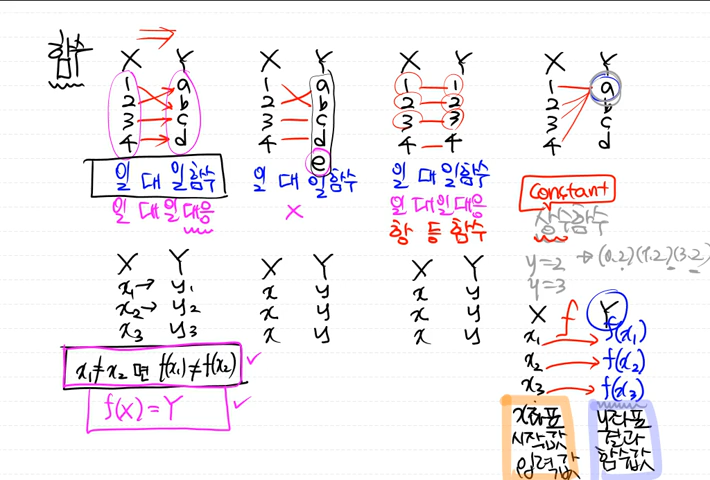 함수
X Y
1 a
2 b
3 c
4 d
일 대 일함수
일 대 일 대응
X Y
1 a
2 b
3 c
4 d
e
일 대 일함수
X
X Y
1 1
2 2
3 3
4 4
일 대 일함수
일 대 일 대응
항 등 함수
X Y
1 a
2 b
3 c
4 d
Constant
상수함수
y=2 → (0,2)(1,2)(3,2)
y=3
X Y
x₁→ y₁
x₂→ y₂
x₃ y₃
x₁≠x₂ 면 f(x₁)≠f(x₂)
f(X)=Y
X Y
x y
x y
x y
X Y
x y
x y
x y
X f Y
x₁ f(x₁)
x₂ f(x₂)
x₃ f(x₃)
x좌표
시작값
입력값
y좌표
결과
함수값